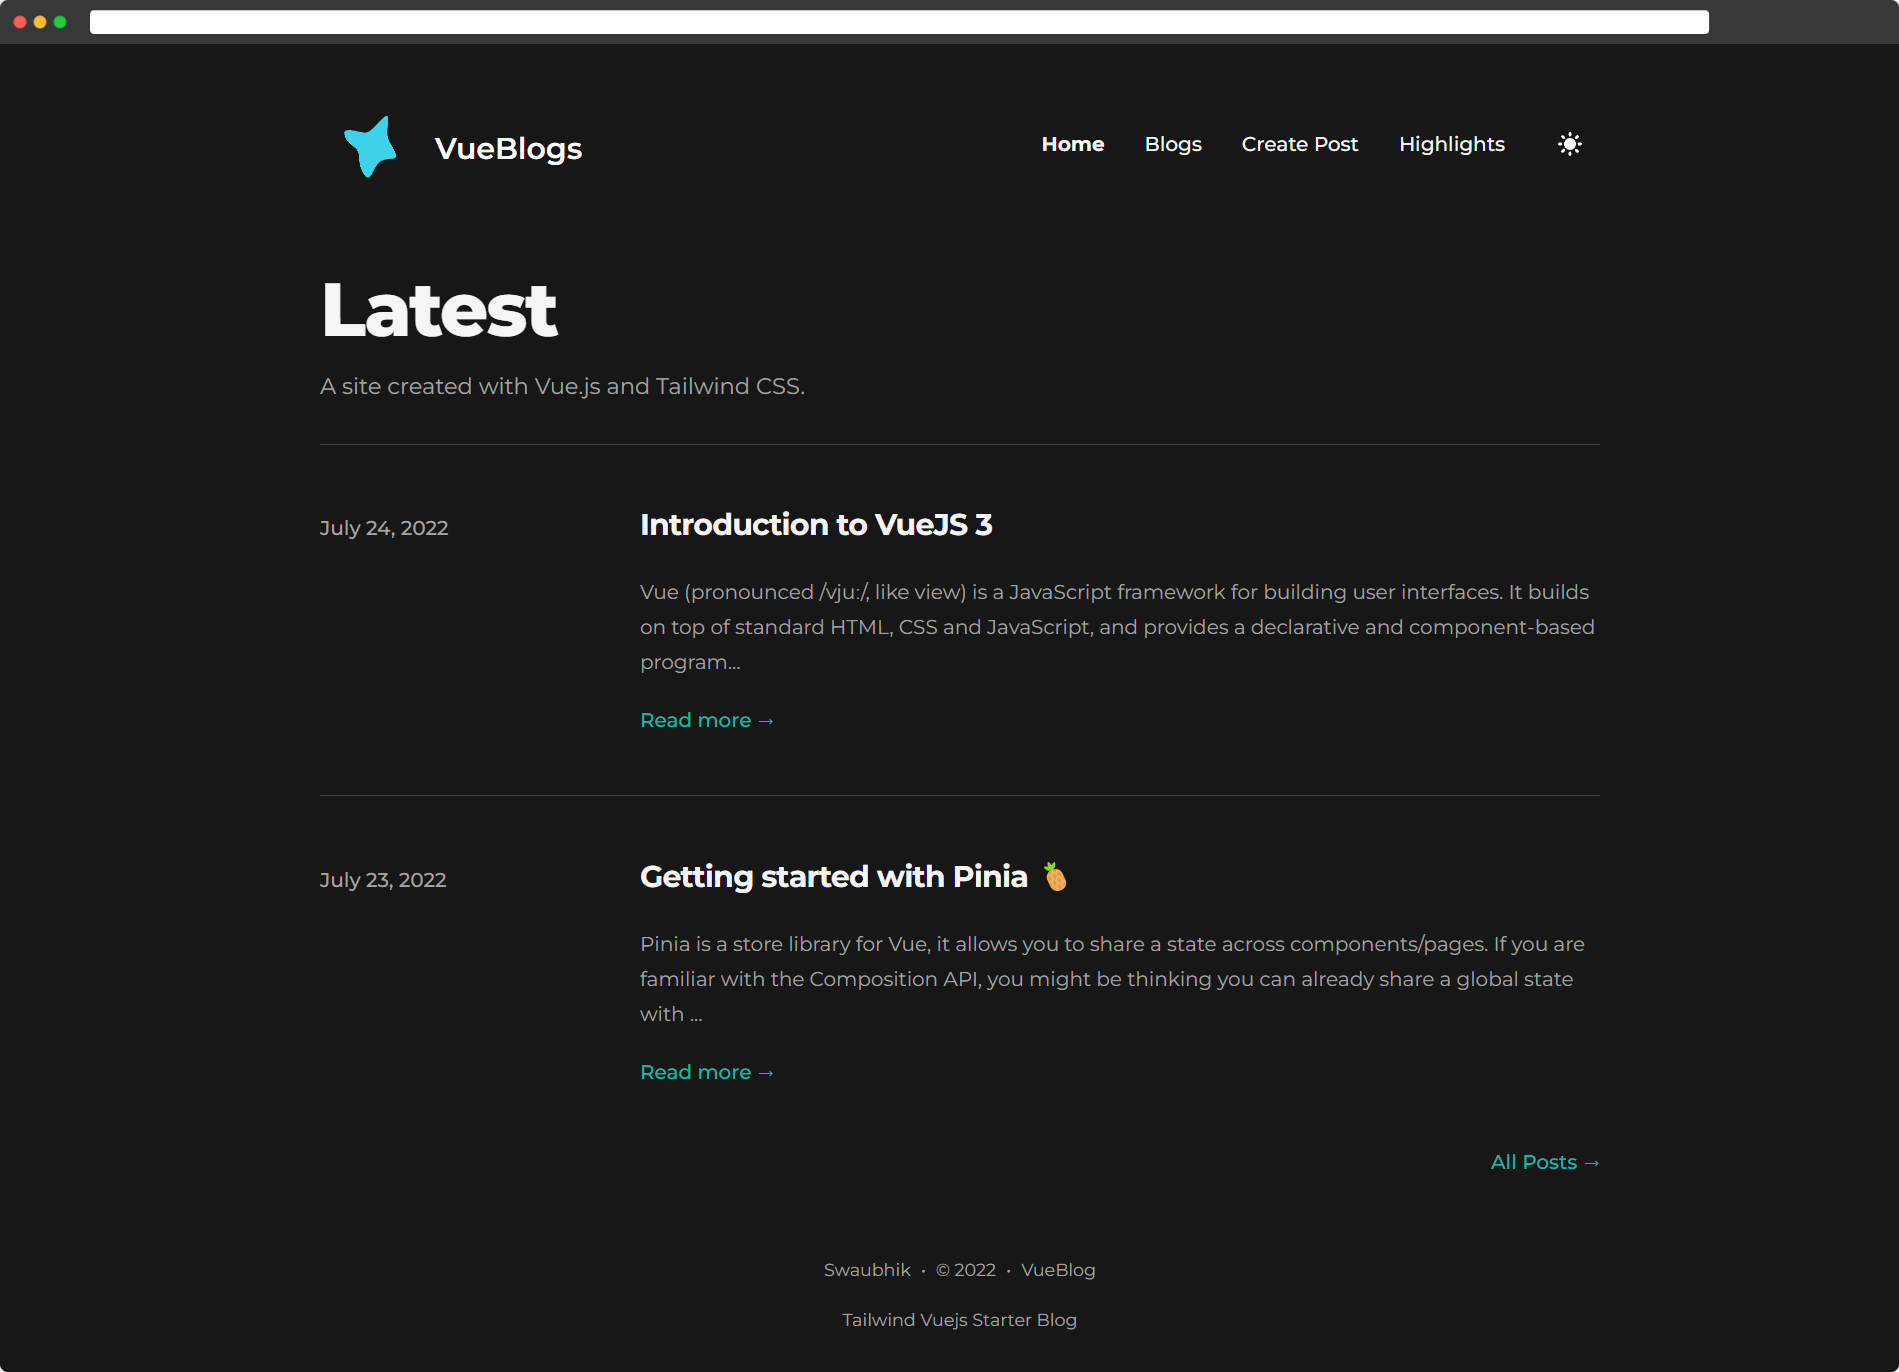 VueBlogs
Home Blogs Create Post Highlights
Latest
A site created with Vue.js and Tailwind CSS.
July 24, 2022
Introduction to VueJS 3
Vue (pronounced /vjuː/, like view) is a JavaScript framework for building user interfaces. It builds
on top of standard HTML, CSS and JavaScript, and provides a declarative and component-based
program...
Read more →
July 23, 2022
Getting started with Pinia 🍍
Pinia is a store library for Vue, it allows you to share a state across components/pages. If you are
familiar with the Composition API, you might be thinking you can already share a global state
with ...
Read more →
All Posts →
Swaubhik • © 2022 • VueBlog
Tailwind Vuejs Starter Blog